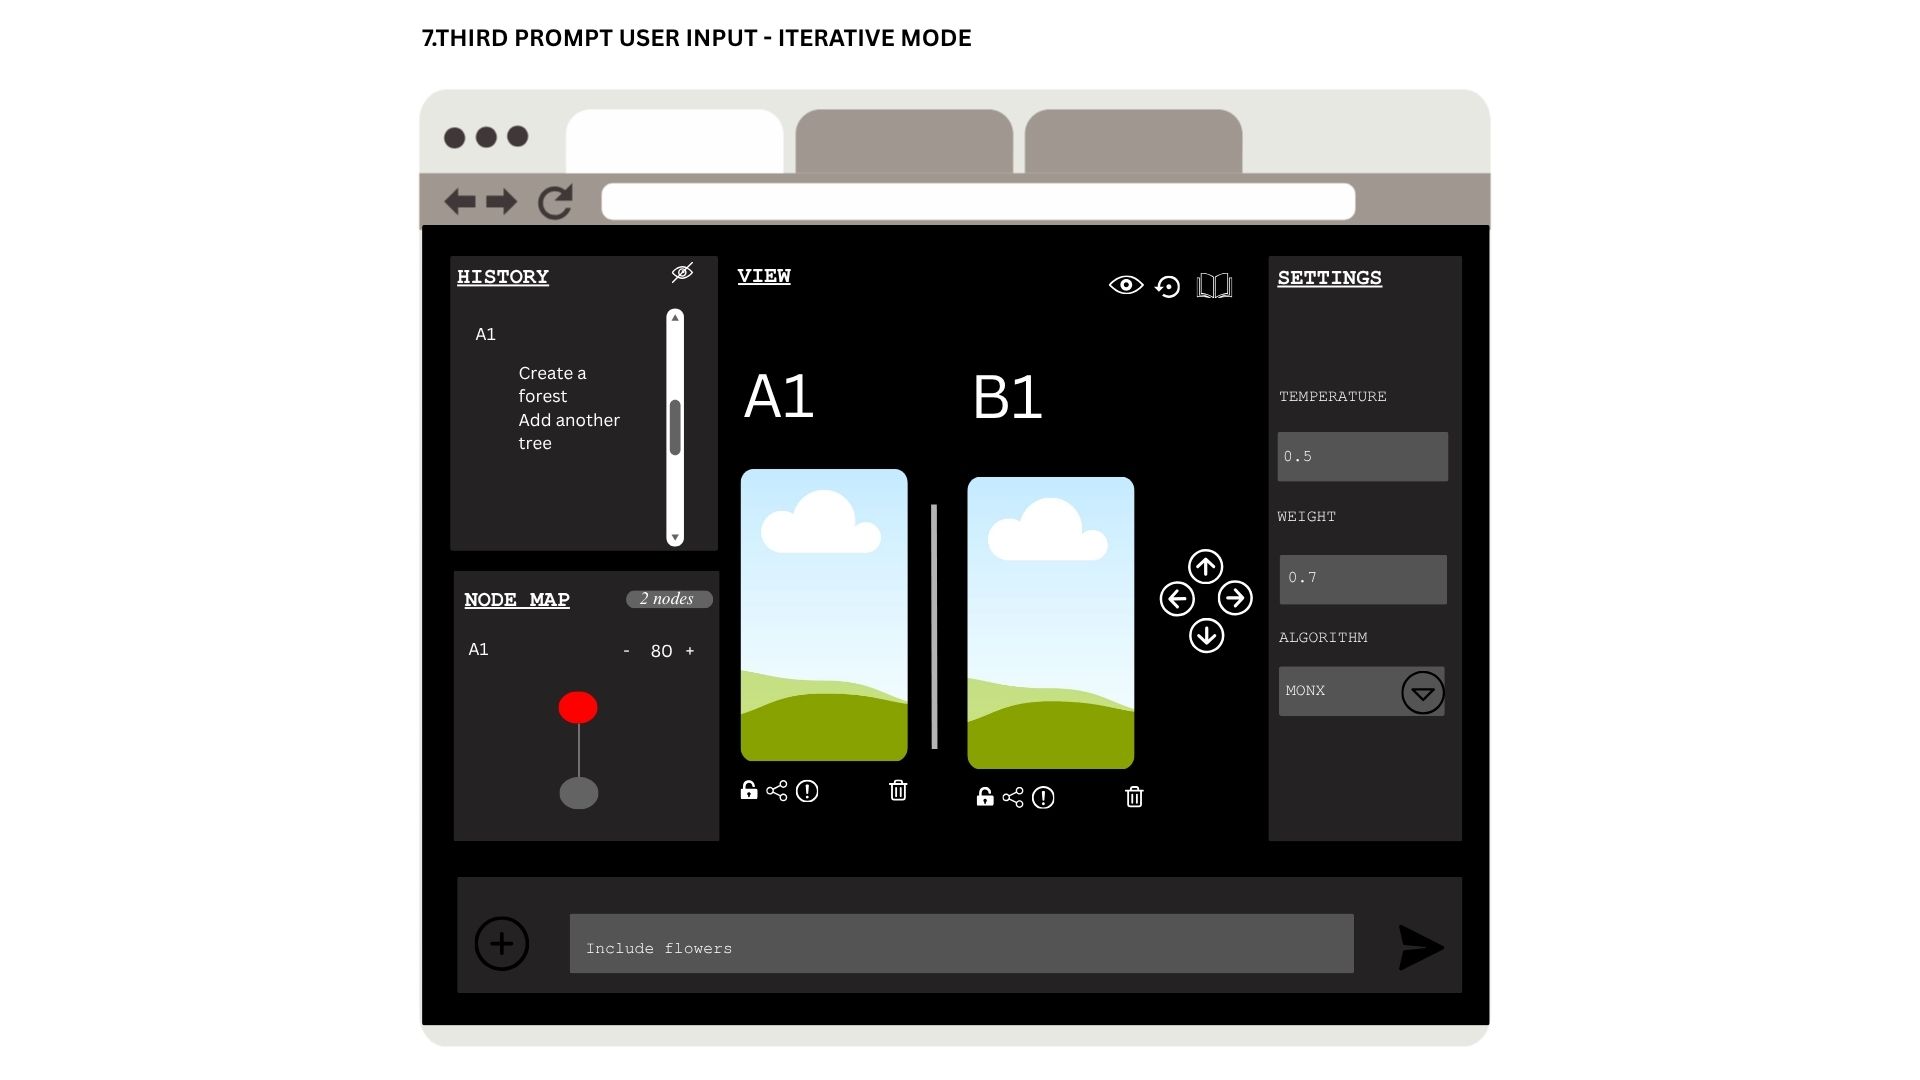 7.THIRD PROMPT USER INPUT - ITERATIVE MODE
HISTORY
A1
Create a
forest
Add another
tree
NODE MAP
2 nodes
A1
- 80 +
VIEW
A1
B1
SETTINGS
TEMPERATURE
0.5
WEIGHT
0.7
ALGORITHM
MONX
Include flowers